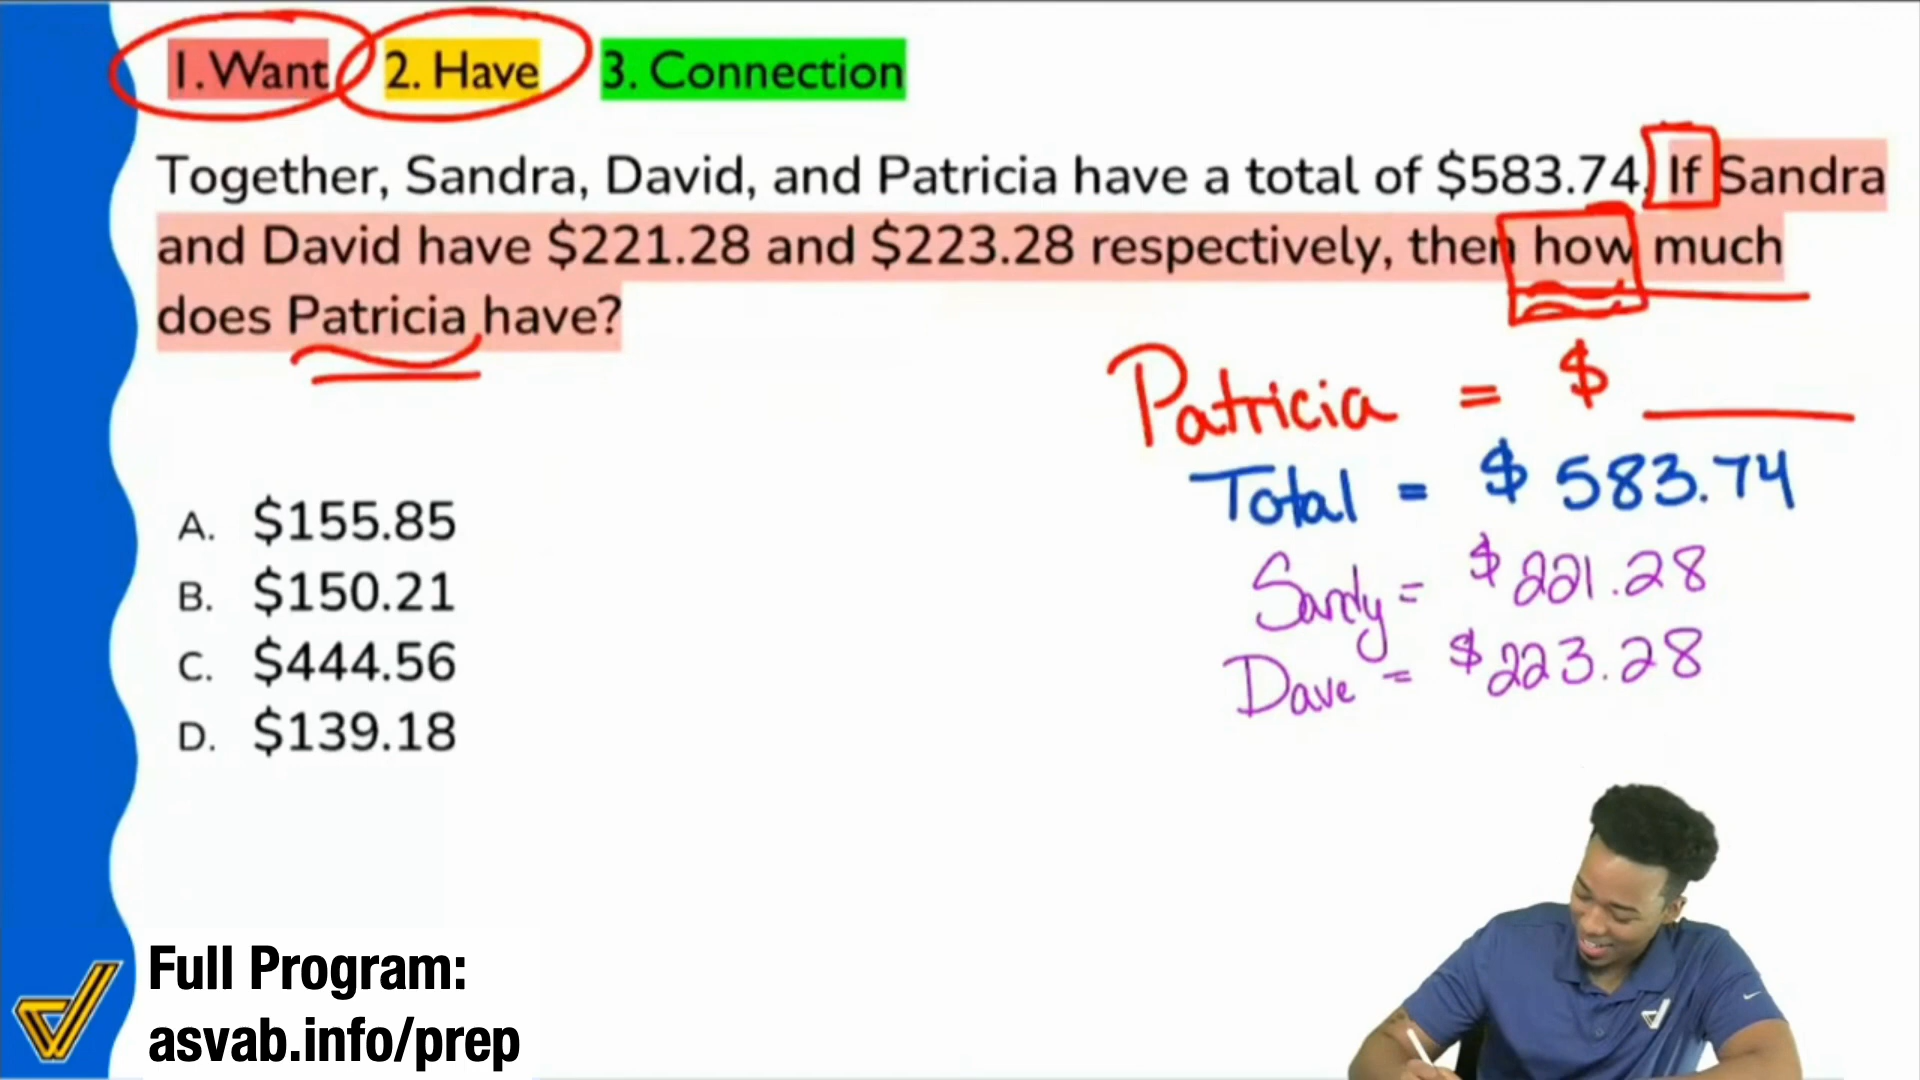 1. Want 2. Have 3. Connection
Together, Sandra, David, and Patricia have a total of $583.74. If Sandra
and David have $221.28 and $223.28 respectively, then how much
does Patricia have?
Patricia = $
Total = $ 583.74
Sandy = $221.28
Dave = $223.28
A. $155.85
B. $150.21
C. $444.56
D. $139.18
Full Program:
asvab.info/prep